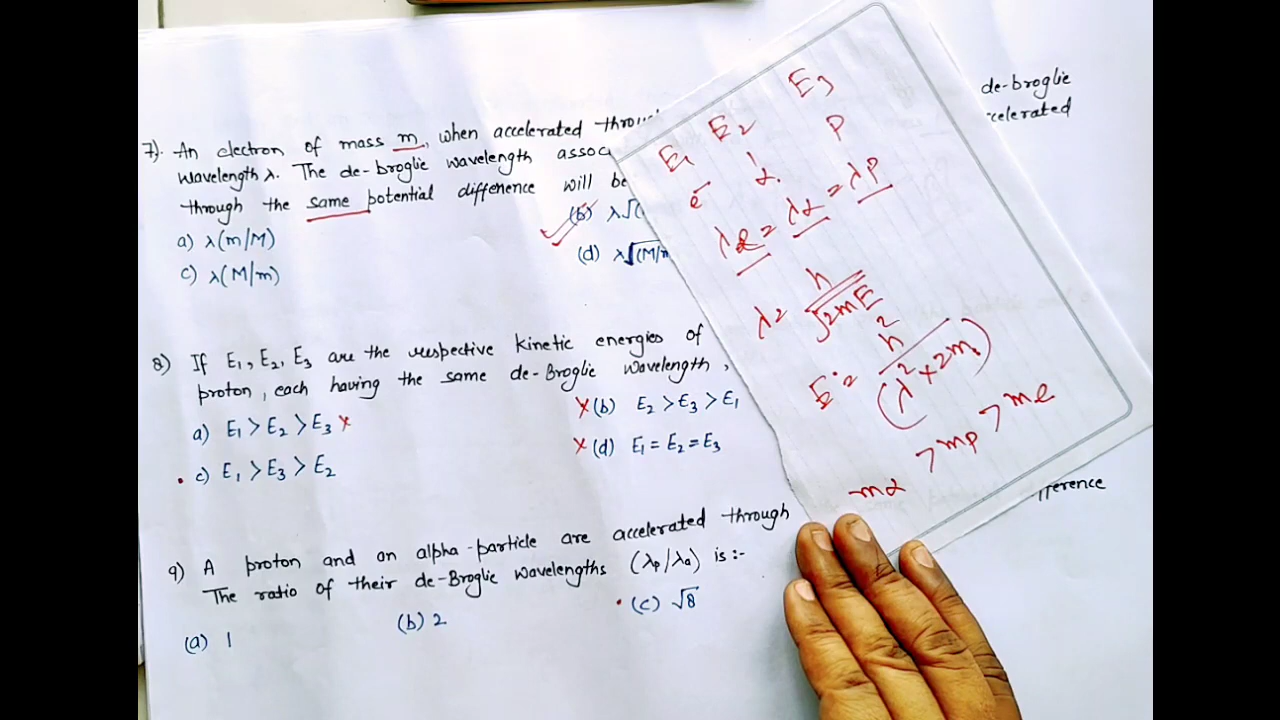 7). An electron of mass m, when accelerated throu
wavelength λ. The de-broglie wavelength assoc
through the same potential difference will be
a) λ(m/M)
(b) λ√(
c) λ(M/m)
(d) λ√(M/m
de-broglie
celerated
8) If E₁, E₂, E₃ are the respective kinetic energies of
proton, each having the same de-Broglie wavelength,
a) E₁ > E₂ > E₃ x
x (b) E₂ > E₃ > E₁
• c) E₁ > E₃ > E₂
x (d) E₁ = E₂ = E₃
9) A proton and an alpha-particle are accelerated through
fference
The ratio of their de-Broglie wavelengths (λp/λα) is :-
(a) 1
(b) 2
• (c) √8
E₁ E₂ E₃
e⁻ α P
λe = λα = λP
λ = h/√2mE
E = h²/(λ² × 2m)
mα > mp > me